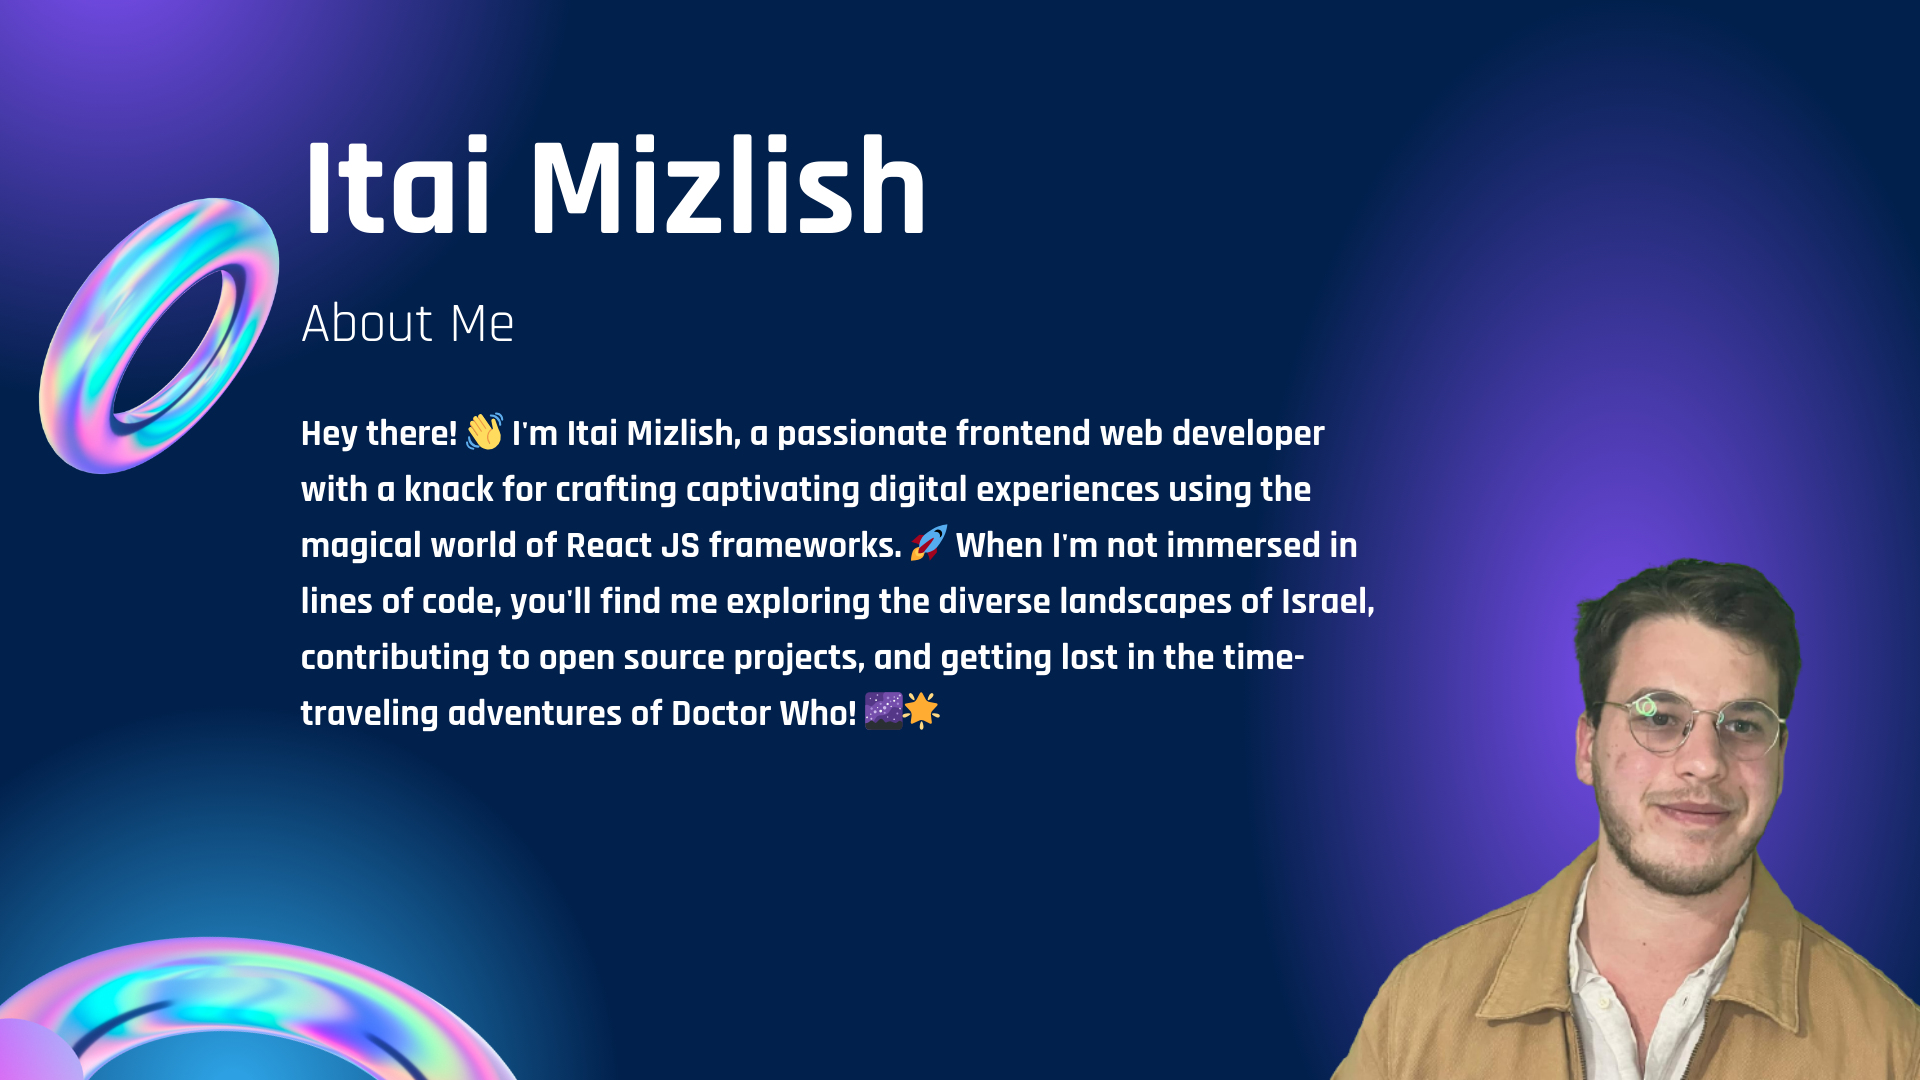 Itai Mizlish
About Me
Hey there! 👋 I'm Itai Mizlish, a passionate frontend web developer
with a knack for crafting captivating digital experiences using the
magical world of React JS frameworks. 🚀 When I'm not immersed in
lines of code, you'll find me exploring the diverse landscapes of Israel,
contributing to open source projects, and getting lost in the time-
traveling adventures of Doctor Who! 🌌🌟